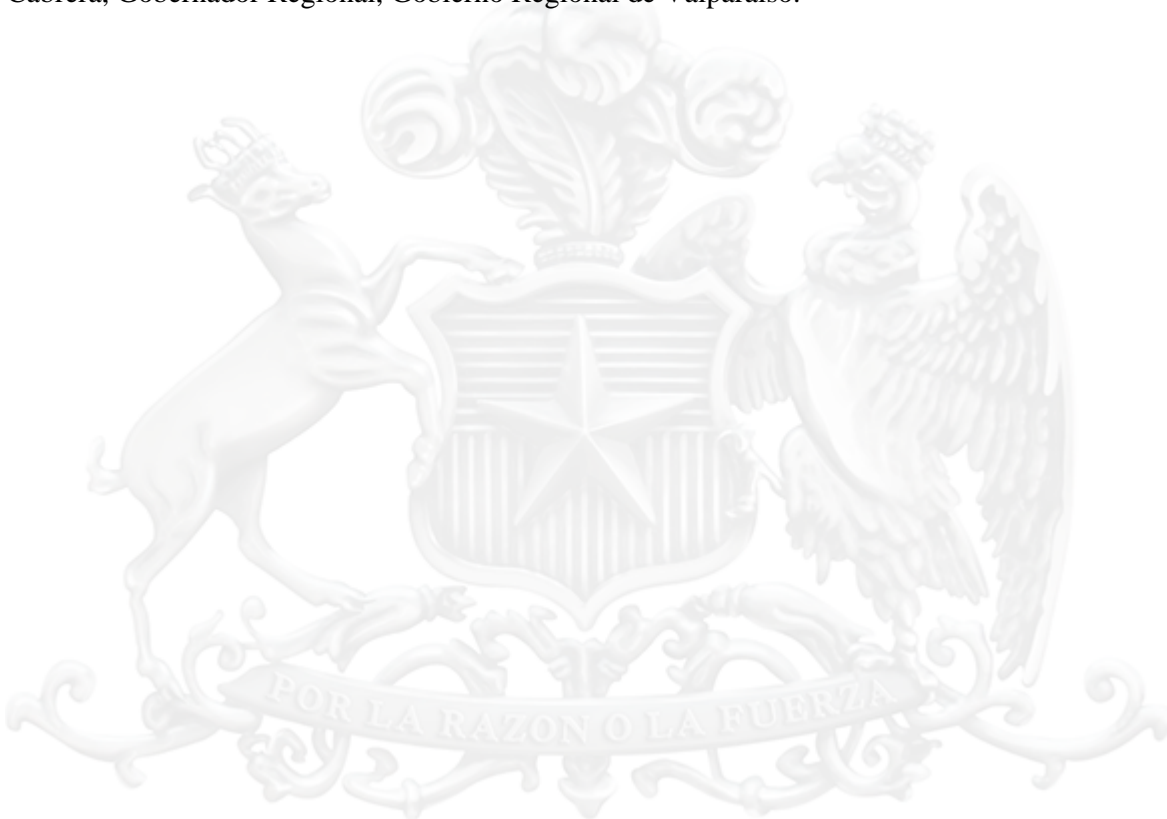 Cabrera, Gobernador Regional, Gobierno Regional de Valparaíso.
POR LA RAZON O LA FUERZA